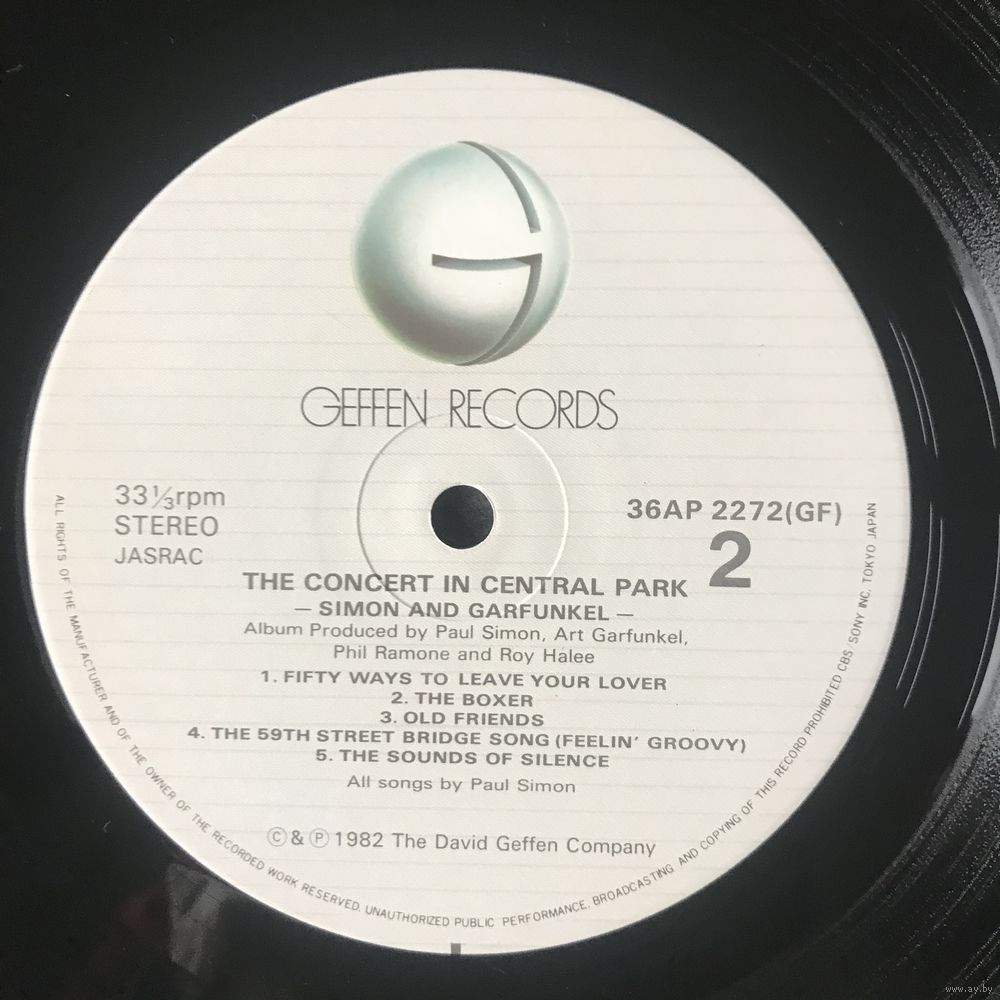 GEFFEN RECORDS
33⅓rpm
STEREO
JASRAC
36AP 2272(GF)
2
THE CONCERT IN CENTRAL PARK
— SIMON AND GARFUNKEL —
Album Produced by Paul Simon, Art Garfunkel,
Phil Ramone and Roy Halee
1. FIFTY WAYS TO LEAVE YOUR LOVER
2. THE BOXER
3. OLD FRIENDS
4. THE 59TH STREET BRIDGE SONG (FEELIN' GROOVY)
5. THE SOUNDS OF SILENCE
All songs by Paul Simon
Ⓒ & Ⓟ 1982 The David Geffen Company
ALL RIGHTS OF THE MANUFACTURER AND OF THE OWNER OF THE RECORDED WORK RESERVED. UNAUTHORIZED PUBLIC PERFORMANCE, BROADCASTING AND COPYING OF THIS RECORD PROHIBITED CBS/SONY INC. TOKYO JAPAN
www.ay.by